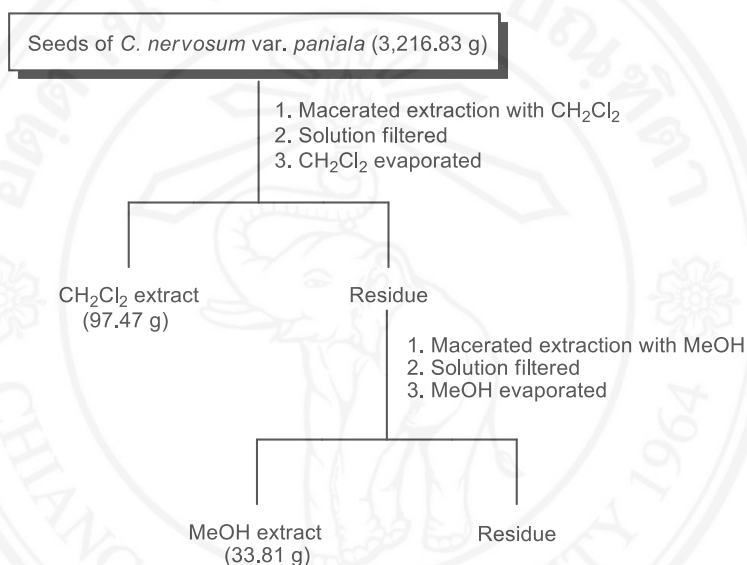 Seeds of C. nervosum var. paniala (3,216.83 g)
1. Macerated extraction with CH₂Cl₂
2. Solution filtered
3. CH₂Cl₂ evaporated
CH₂Cl₂ extract
(97.47 g)
Residue
1. Macerated extraction with MeOH
2. Solution filtered
3. MeOH evaporated
MeOH extract
(33.81 g)
Residue
CHIANG
1964